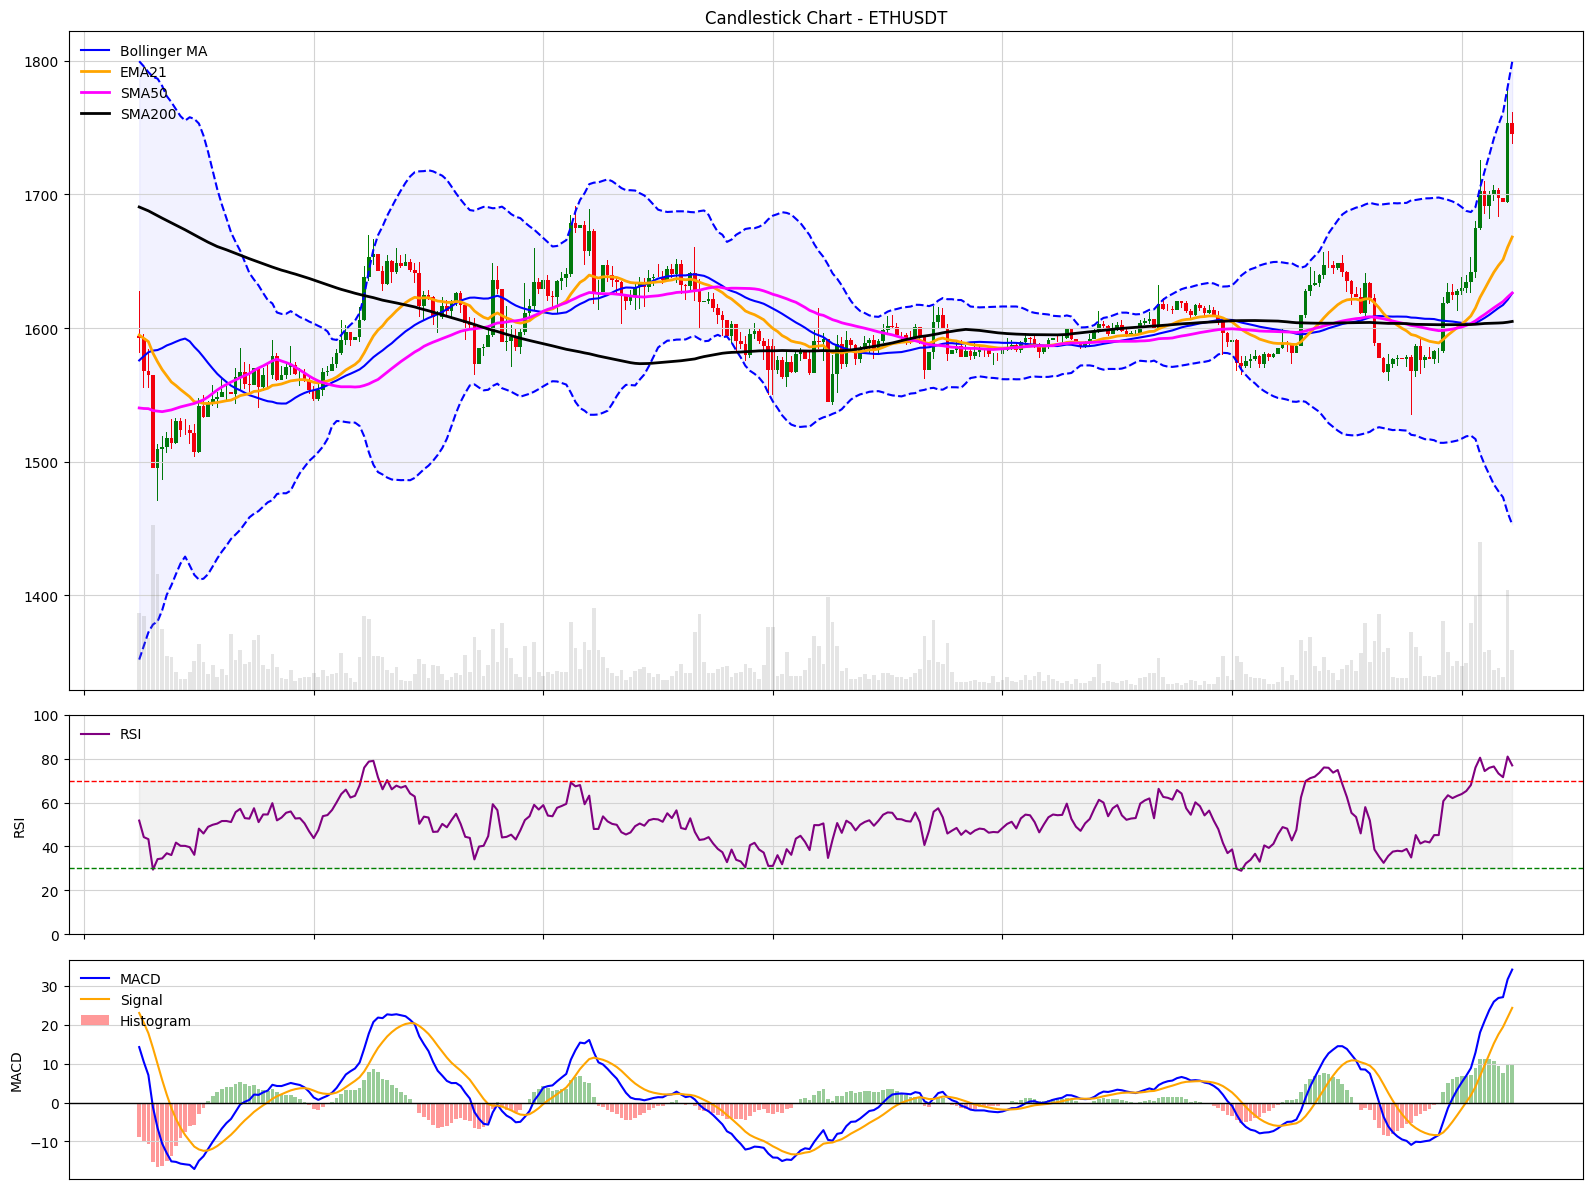 Candlestick Chart - ETHUSDT
Bollinger MA
EMA21
SMA50
SMA200
1800
1700
1600
1500
1400
RSI
100
80
60
40
20
0
RSI
MACD
Signal
Histogram
30
20
10
0
−10
MACD